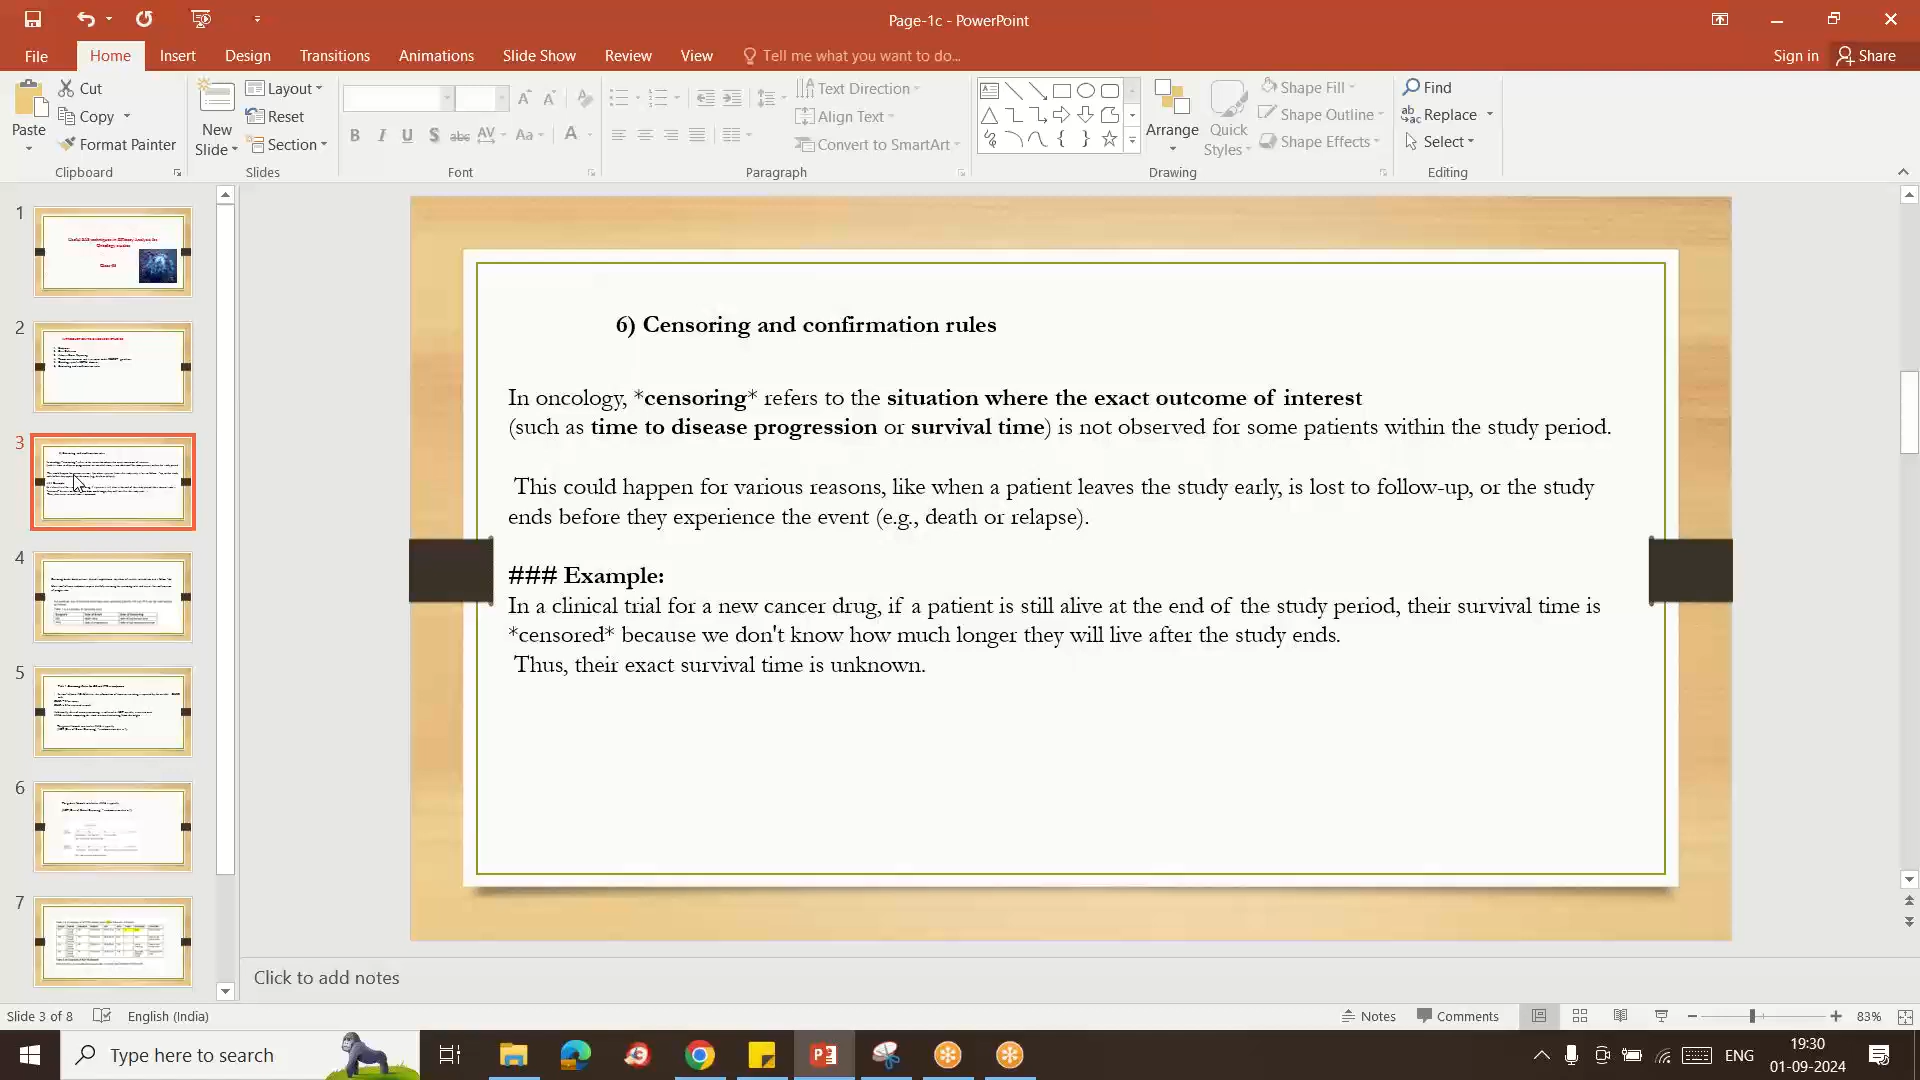 Page-1c - PowerPoint
File Home Insert Design Transitions Animations Slide Show Review View Tell me what you want to do... Sign in Share
Paste Cut Copy Format Painter Clipboard
New Slide Layout Reset Section Slides
Font
Text Direction Align Text Convert to SmartArt Paragraph
Arrange Quick Styles Shape Fill Shape Outline Shape Effects Drawing
Find Replace Select Editing
1
2
3
4
5
6
7
6) Censoring and confirmation rules
In oncology, *censoring* refers to the situation where the exact outcome of interest
(such as time to disease progression or survival time) is not observed for some patients within the study period.
This could happen for various reasons, like when a patient leaves the study early, is lost to follow-up, or the study
ends before they experience the event (e.g., death or relapse).
### Example:
In a clinical trial for a new cancer drug, if a patient is still alive at the end of the study period, their survival time is
*censored* because we don't know how much longer they will live after the study ends.
Thus, their exact survival time is unknown.
Click to add notes
Slide 3 of 8 English (India) Notes Comments 83%
Type here to search
ENG
19:30
01-09-2024